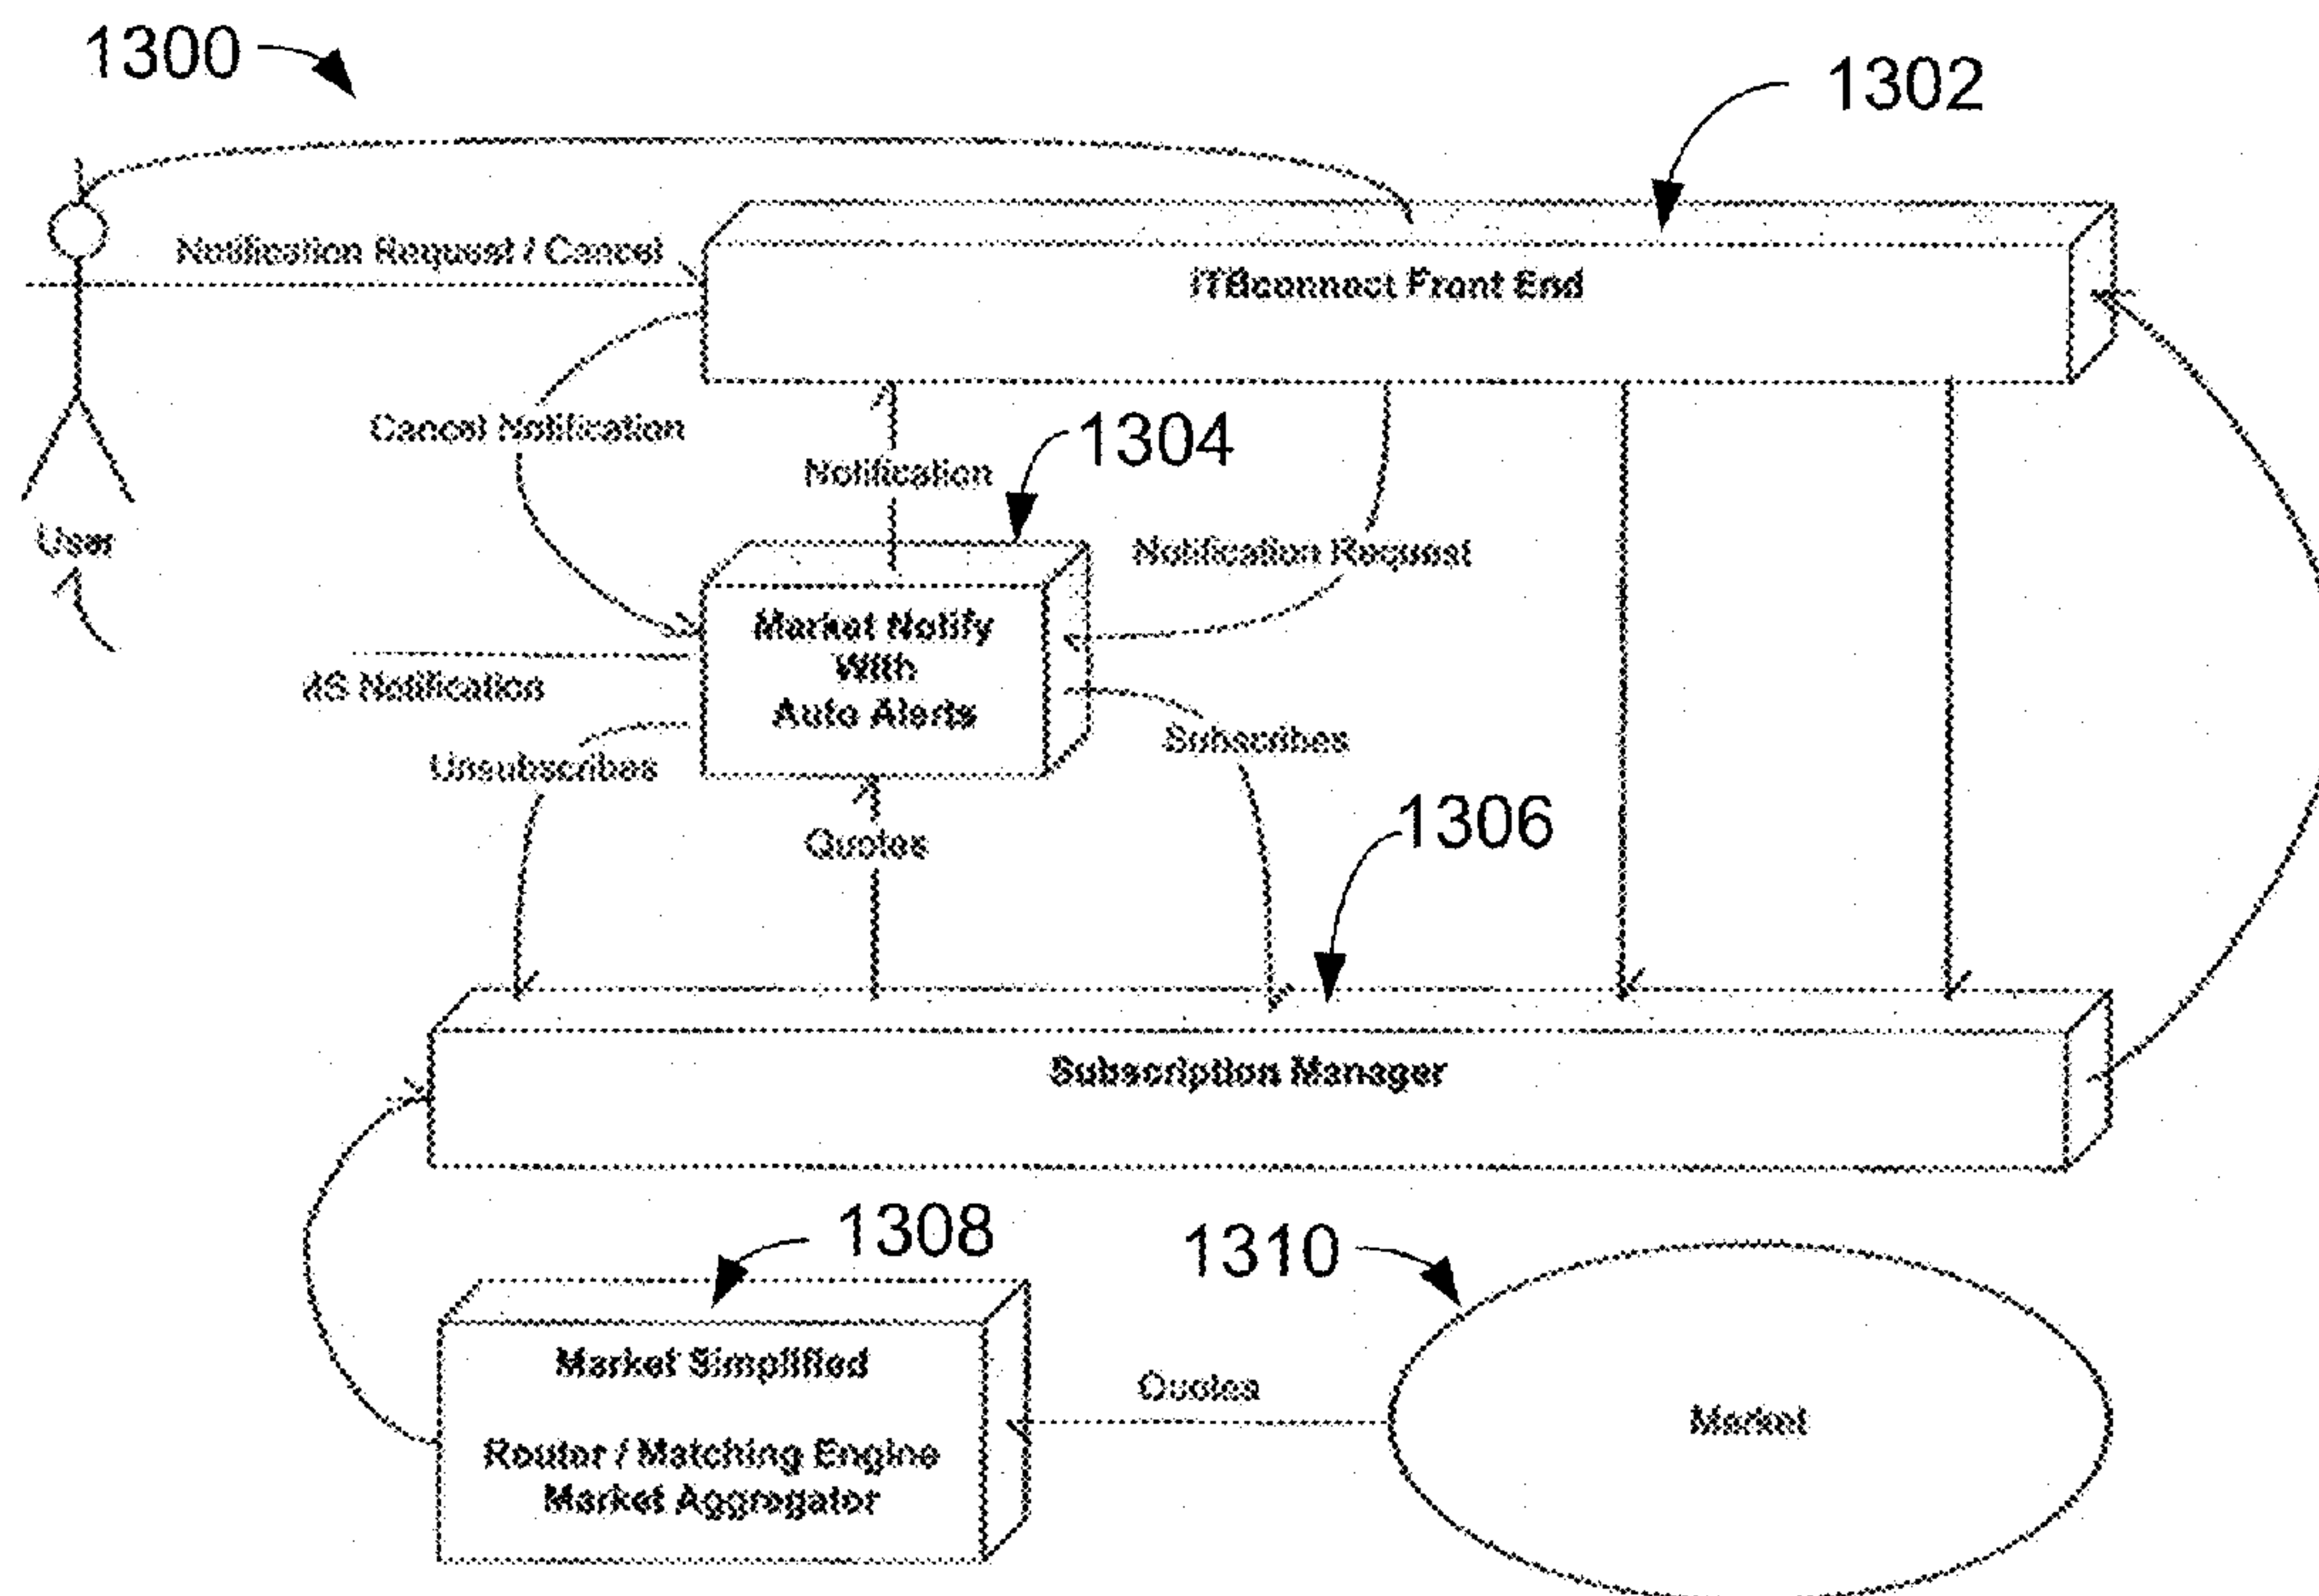 1300
1302
Notification Request / Cancel
ITBconnect Front End
Cancel Notification
1304
Notification
User
Notification Request
Market Notify
With
Auto Alerts
Notification
Subscribes
Unsubscribes
1306
Quotes
Subscription Manager
1308
1310
Market Simplified
Quotes
Market
Router / Matching Engine
Market Aggregator